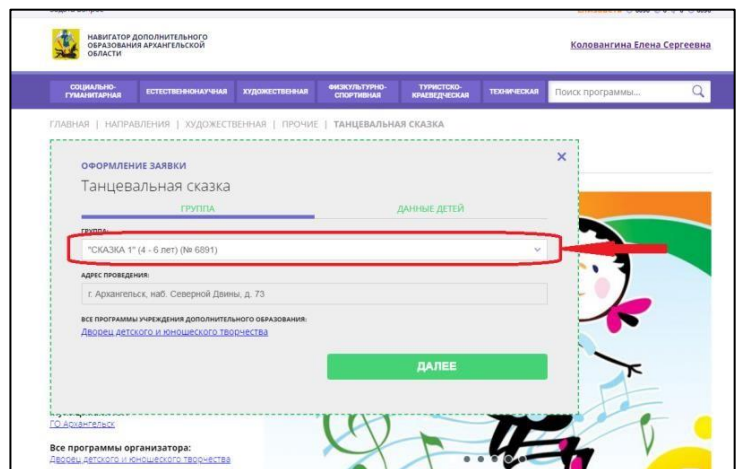 НАВИГАТОР ДОПОЛНИТЕЛЬНОГО
ОБРАЗОВАНИЯ АРХАНГЕЛЬСКОЙ
ОБЛАСТИ
Коловангина Елена Сергеевна
СОЦИАЛЬНО-ГУМАНИТАРНАЯ ЕСТЕСТВЕННОНАУЧНАЯ ХУДОЖЕСТВЕННАЯ ФИЗКУЛЬТУРНО-СПОРТИВНАЯ ТУРИСТСКО-КРАЕВЕДЧЕСКАЯ ТЕХНИЧЕСКАЯ Поиск программы...
ГЛАВНАЯ | НАПРАВЛЕНИЯ | ХУДОЖЕСТВЕННАЯ | ПРОЧИЕ | ТАНЦЕВАЛЬНАЯ СКАЗКА
ОФОРМЛЕНИЕ ЗАЯВКИ
Танцевальная сказка
ГРУППА ДАННЫЕ ДЕТЕЙ
ГРУППА:
"СКАЗКА 1" (4 - 6 лет) (№ 6891)
АДРЕС ПРОВЕДЕНИЯ:
г. Архангельск, наб. Северной Двины, д. 73
ВСЕ ПРОГРАММЫ УЧРЕЖДЕНИЯ ДОПОЛНИТЕЛЬНОГО ОБРАЗОВАНИЯ:
Дворец детского и юношеского творчества
ДАЛЕЕ
ГО Архангельск
Все программы организатора:
Дворец детского и юношеского творчества